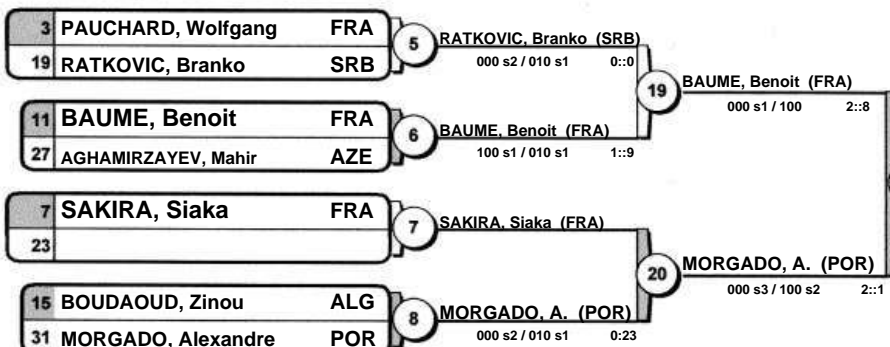 3 PAUCHARD, Wolfgang FRA
19 RATKOVIC, Branko SRB
5
RATKOVIC, Branko (SRB)
000 s2 / 010 s1 0::0
11 BAUME, Benoit FRA
27 AGHAMIRZAYEV, Mahir AZE
6
BAUME, Benoit (FRA)
100 s1 / 010 s1 1::9
19
BAUME, Benoit (FRA)
000 s1 / 100 2::8
7 SAKIRA, Siaka FRA
23
7
SAKIRA, Siaka (FRA)
15 BOUDAOUD, Zinou ALG
31 MORGADO, Alexandre POR
8
MORGADO, A. (POR)
000 s2 / 010 s1 0:23
20
MORGADO, A. (POR)
000 s3 / 100 s2 2::1